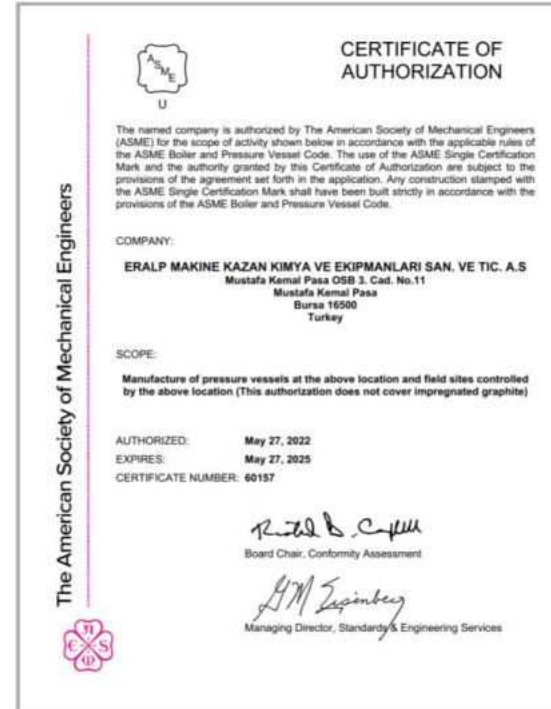 ASME
U
CERTIFICATE OF
AUTHORIZATION
The named company is authorized by The American Society of Mechanical Engineers
(ASME) for the scope of activity shown below in accordance with the applicable rules of
the ASME Boiler and Pressure Vessel Code. The use of the ASME Single Certification
Mark and the authority granted by this Certificate of Authorization are subject to the
provisions of the agreement set forth in the application. Any construction stamped with
the ASME Single Certification Mark shall have been built strictly in accordance with the
provisions of the ASME Boiler and Pressure Vessel Code.
COMPANY:
ERALP MAKINE KAZAN KIMYA VE EKIPMANLARI SAN. VE TIC. A.S
Mustafa Kemal Pasa OSB 3. Cad. No.11
Mustafa Kemal Pasa
Bursa 16500
Turkey
SCOPE:
Manufacture of pressure vessels at the above location and field sites controlled
by the above location (This authorization does not cover impregnated graphite)
AUTHORIZED: May 27, 2022
EXPIRES: May 27, 2025
CERTIFICATE NUMBER: 60157
Board Chair, Conformity Assessment
Managing Director, Standards & Engineering Services
The American Society of Mechanical Engineers